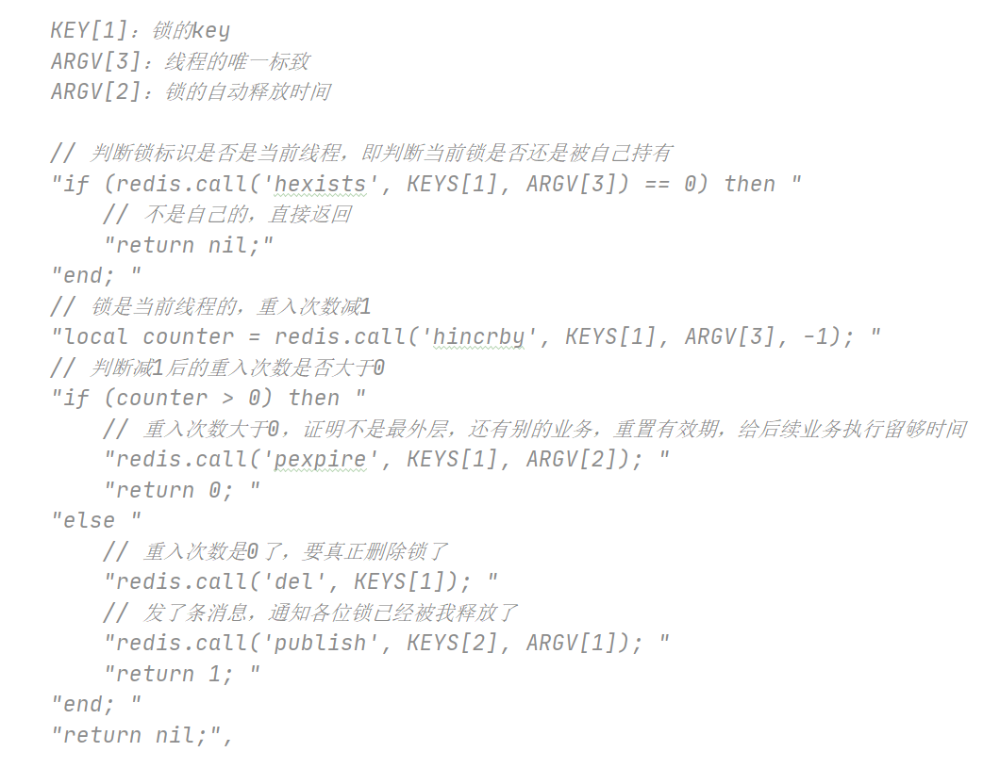 KEY[1]：锁的key
ARGV[3]：线程的唯一标致
ARGV[2]：锁的自动释放时间
// 判断锁标识是否是当前线程，即判断当前锁是否还是被自己持有
"if (redis.call('hexists', KEYS[1], ARGV[3]) == 0) then "
// 不是自己的，直接返回
"return nil;"
"end; "
// 锁是当前线程的，重入次数减1
"local counter = redis.call('hincrby', KEYS[1], ARGV[3], -1); "
// 判断减1后的重入次数是否大于0
"if (counter > 0) then "
// 重入次数大于0，证明不是最外层，还有别的业务，重置有效期，给后续业务执行留够时间
"redis.call('pexpire', KEYS[1], ARGV[2]); "
"return 0; "
"else "
// 重入次数是0了，要真正删除锁了
"redis.call('del', KEYS[1]); "
// 发了条消息，通知各位锁已经被我释放了
"redis.call('publish', KEYS[2], ARGV[1]); "
"return 1; "
"end; "
"return nil;",